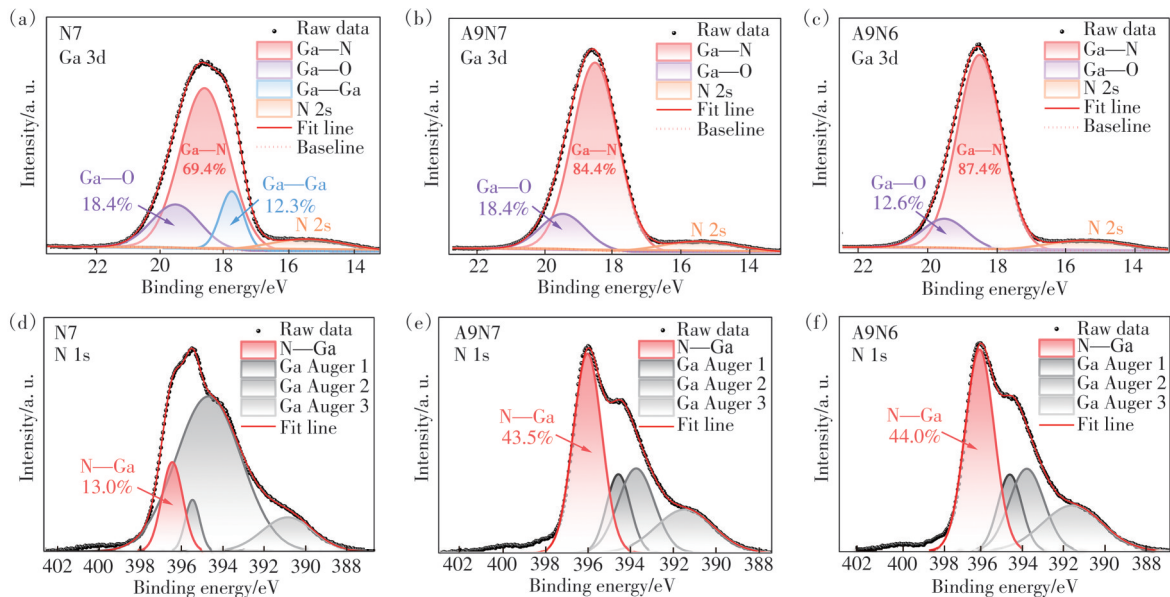 (a)
N7
Ga 3d
Raw data
Ga—N
Ga—O
Ga—Ga
N 2s
Fit line
Baseline
Ga—N
69.4%
Ga—O
18.4%
Ga—Ga
12.3%
N 2s
Intensity/a. u.
22 20 18 16 14
Binding energy/eV
(b)
A9N7
Ga 3d
Raw data
Ga—N
Ga—O
N 2s
Fit line
Baseline
Ga—N
84.4%
Ga—O
18.4%
N 2s
Intensity/a. u.
22 20 18 16 14
Binding energy/eV
(c)
A9N6
Ga 3d
Raw data
Ga—N
Ga—O
N 2s
Fit line
Baseline
Ga—N
87.4%
Ga—O
12.6%
N 2s
Intensity/a. u.
22 20 18 16 14
Binding energy/eV
(d)
N7
N 1s
Raw data
N—Ga
Ga Auger 1
Ga Auger 2
Ga Auger 3
Fit line
N—Ga
13.0%
Intensity/a. u.
402 400 398 396 394 392 390 388
Binding energy/eV
(e)
A9N7
N 1s
Raw data
N—Ga
Ga Auger 1
Ga Auger 2
Ga Auger 3
Fit line
N—Ga
43.5%
Intensity/a. u.
402 400 398 396 394 392 390 388
Binding energy/eV
(f)
A9N6
N 1s
Raw data
N—Ga
Ga Auger 1
Ga Auger 2
Ga Auger 3
Fit line
N—Ga
44.0%
Intensity/a. u.
402 400 398 396 394 392 390 388
Binding energy/eV